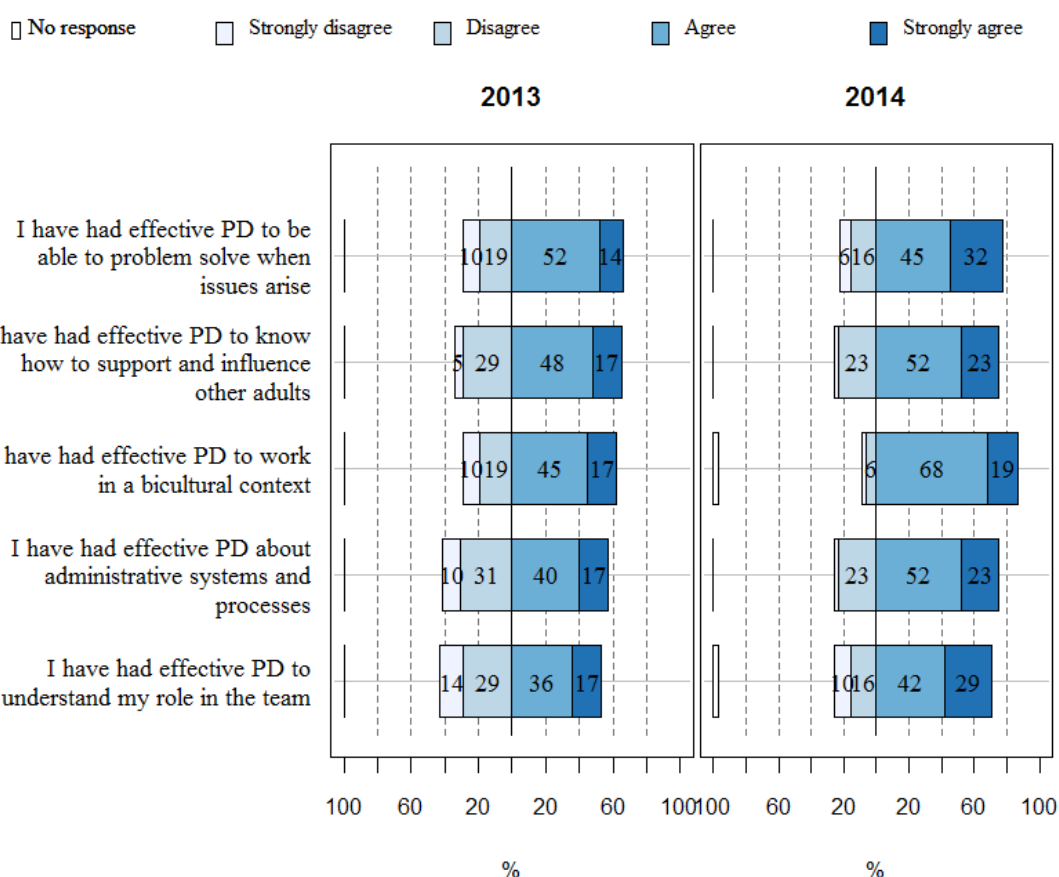 No response
Strongly disagree
Disagree
Agree
Strongly agree
2013
2014
I have had effective PD to be
able to problem solve when
issues arise
10 19 52 14
6 16 45 32
have had effective PD to know
how to support and influence
other adults
5 29 48 17
23 52 23
have had effective PD to work
in a bicultural context
10 19 45 17
6 68 19
I have had effective PD about
administrative systems and
processes
10 31 40 17
23 52 23
I have had effective PD to
understand my role in the team
14 29 36 17
10 16 42 29
100 60 20 20 60 100
100 60 20 20 60 100
%
%